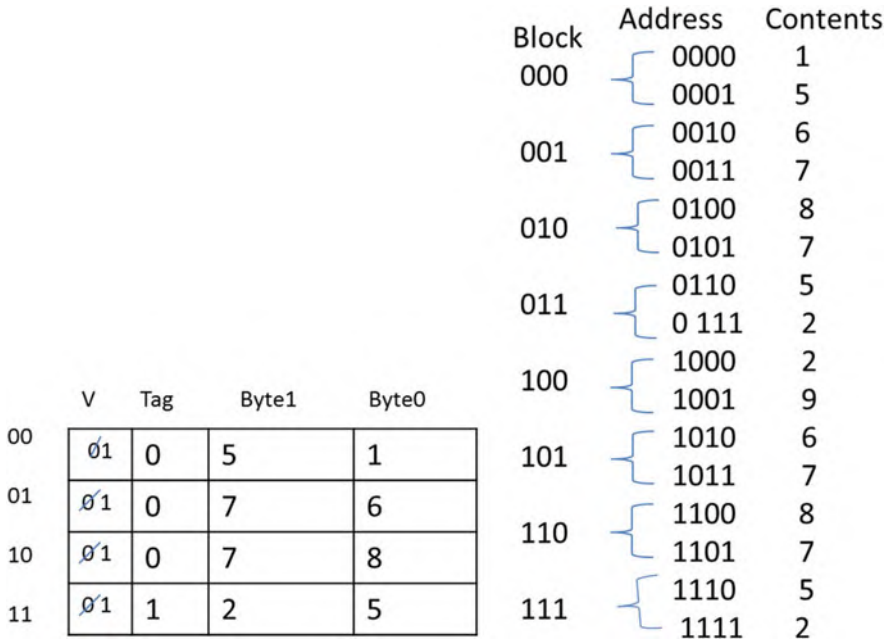 Block Address Contents
000 0000 1
0001 5
001 0010 6
0011 7
010 0100 8
0101 7
011 0110 5
0 111 2
100 1000 2
1001 9
101 1010 6
1011 7
110 1100 8
1101 7
111 1110 5
1111 2
V Tag Byte1 Byte0
00 01 0 5 1
01 01 0 7 6
10 01 0 7 8
11 01 1 2 5